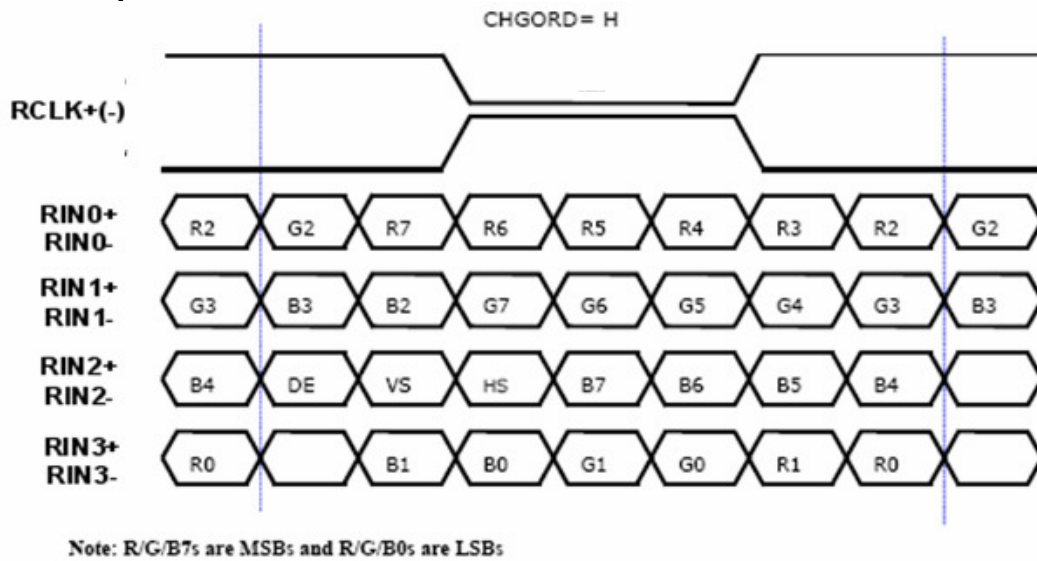 CHGORD= H
RCLK+(-)
RIN0+
RIN0-
R2 G2 R7 R6 R5 R4 R3 R2 G2
RIN1+
RIN1-
G3 B3 B2 G7 G6 G5 G4 G3 B3
RIN2+
RIN2-
B4 DE VS HS B7 B6 B5 B4
RIN3+
RIN3-
R0 B1 B0 G1 G0 R1 R0
Note: R/G/B7s are MSBs and R/G/B0s are LSBs